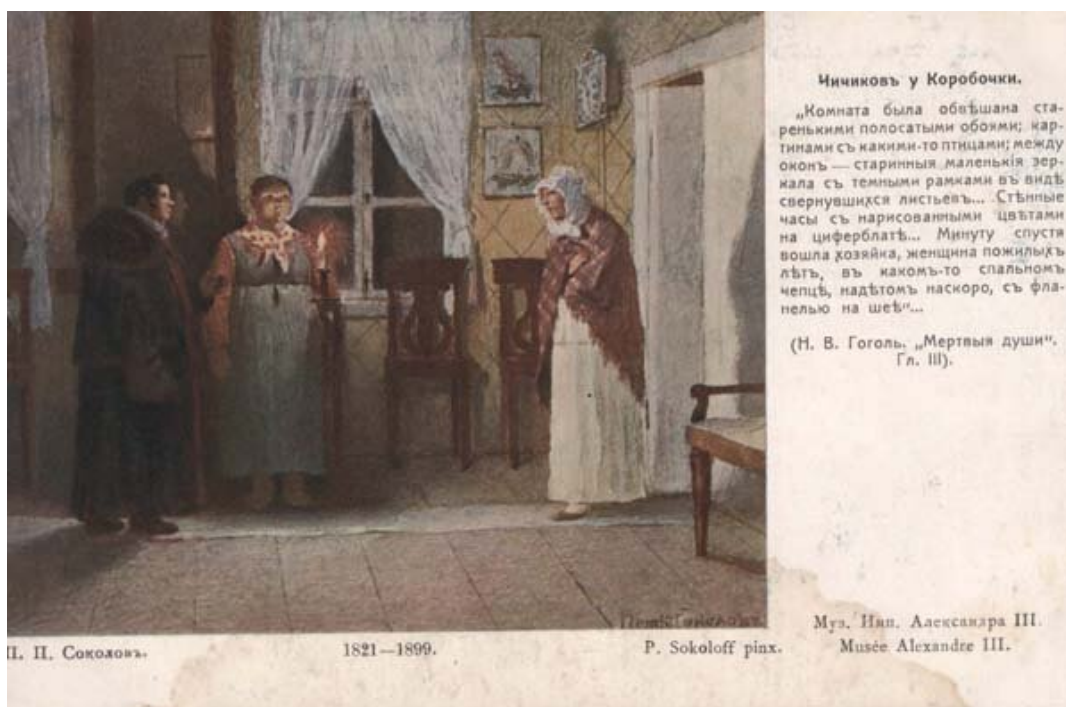 Чичиковъ у Коробочки.
„Комната была обвѣшана ста-
ренькими полосатыми обоями; кар-
тинами съ какими-то птицами; между
оконъ — старинныя маленькія зер-
кала съ темными рамками въ видѣ
свернувшихся листьевъ... Стѣнные
часы съ нарисованными цвѣтами
на циферблатѣ... Минуту спустя
вошла хозяйка, женщина пожилыхъ
лѣтъ, въ какомъ-то спальномъ
чепцѣ, надѣтомъ наскоро, съ фла-
нелью на шеѣ“...
(Н. В. Гоголь. „Мертвыя души“.
Гл. III).
Муз. Имп. Александра III.
Musée Alexandre III.
П. П. Соколовъ.
1821—1899.
P. Sokoloff pinx.